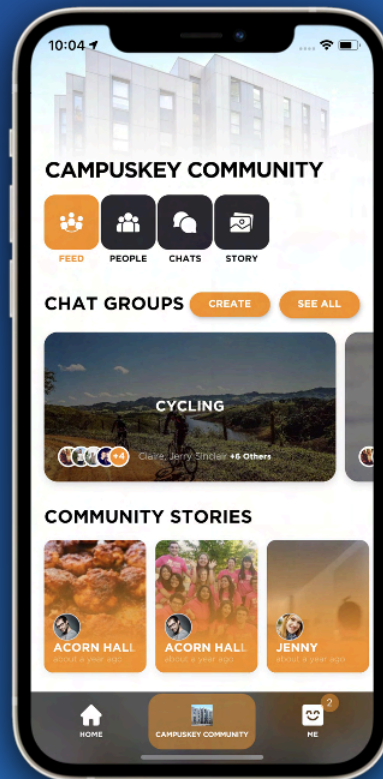 10:04
CAMPUSKEY COMMUNITY
FEED PEOPLE CHATS STORY
CHAT GROUPS CREATE SEE ALL
CYCLING
+4 Claire, Jerry Sinclair +6 Others
COMMUNITY STORIES
ACORN HALL ACORN HALL JENNY
about a year ago about a year ago about a year ago
2
HOME CAMPUSKEY COMMUNITY ME